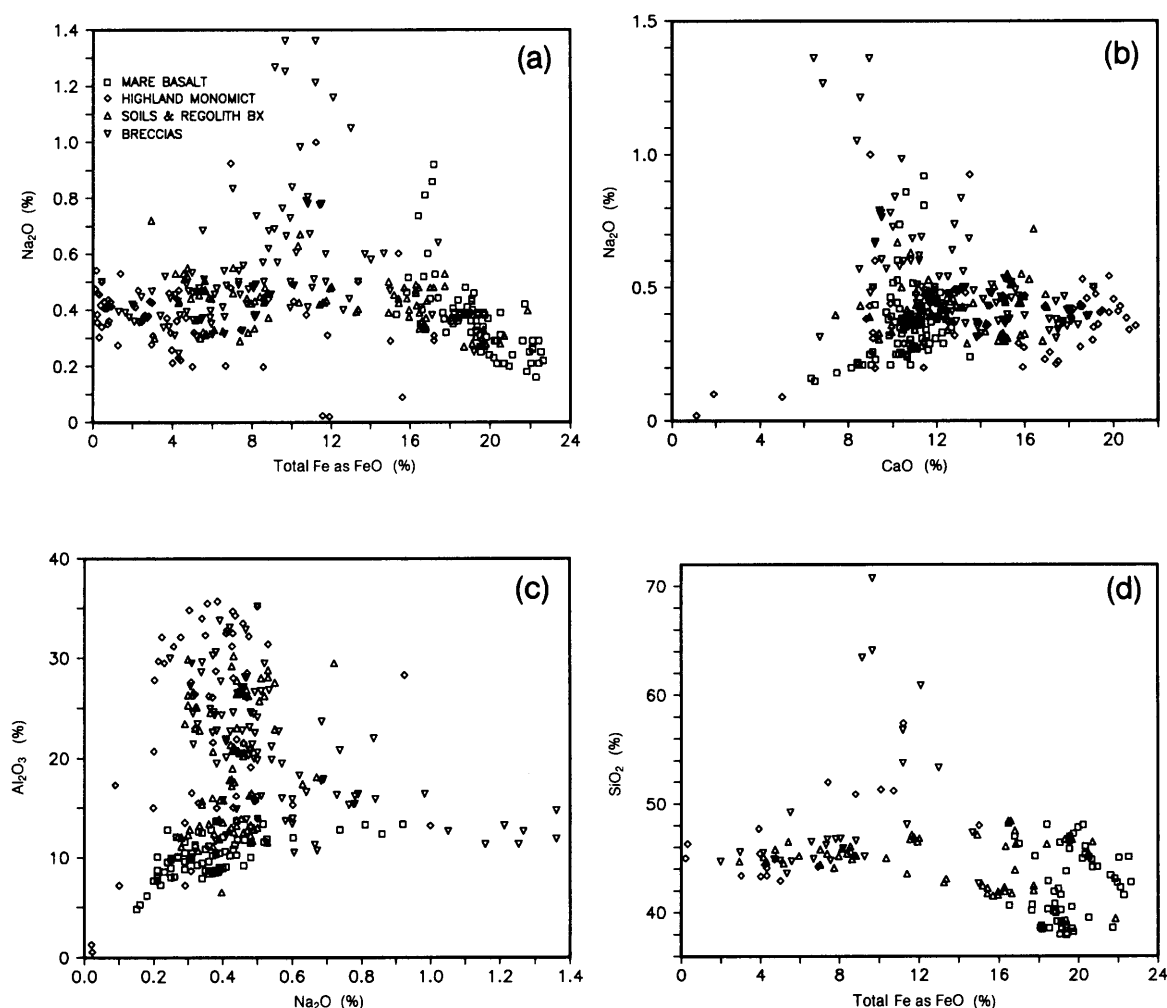 (a)
1.4
1.2
1.0
0.8
0.6
0.4
0.2
0
Na2O (%)
MARE BASALT
HIGHLAND MONOMICT
SOILS & REGOLITH BX
BRECCIAS
0 4 8 12 16 20 24
Total Fe as FeO (%)
(b)
1.5
1.0
0.5
0
Na2O (%)
0 4 8 12 16 20
CaO (%)
(c)
40
30
20
10
0
Al2O3 (%)
0 0.2 0.4 0.6 0.8 1.0 1.2 1.4
Na2O (%)
(d)
70
60
50
40
SiO2 (%)
0 4 8 12 16 20 24
Total Fe as FeO (%)